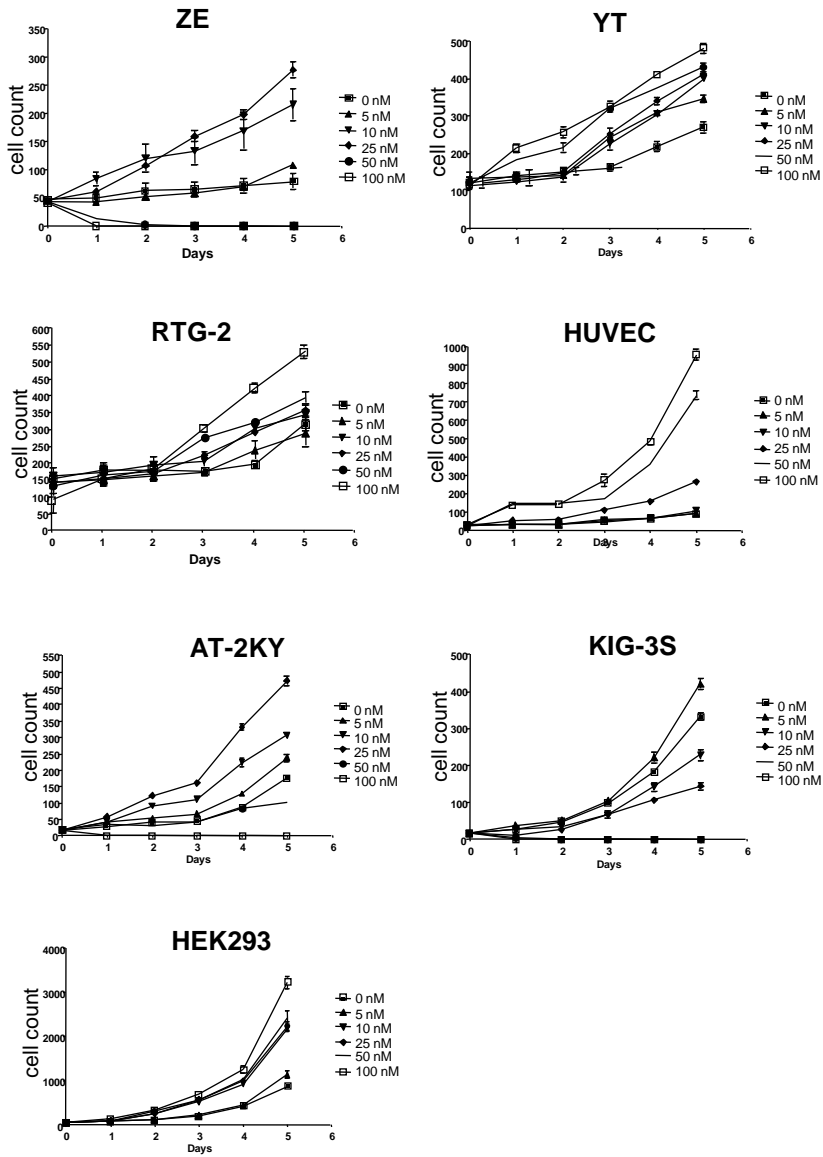 ZE
cell count
350
300
250
200
150
100
50
0
0 1 2 3 4 5 6
Days
0 nM
5 nM
10 nM
25 nM
50 nM
100 nM
YT
cell count
500
400
300
200
100
0
0 1 2 3 4 5 6
Days
0 nM
5 nM
10 nM
25 nM
50 nM
100 nM
RTG-2
600
550
500
450
400
350
300
250
200
150
100
50
0
0 1 2 3 4 5 6
Days
0 nM
5 nM
10 nM
25 nM
50 nM
100 nM
HUVEC
cell count
1000
900
800
700
600
500
400
300
200
100
0
0 1 2 3 4 5 6
Days
0 nM
5 nM
10 nM
25 nM
50 nM
100 nM
AT-2KY
cell count
550
500
450
400
350
300
250
200
150
100
50
0
0 1 2 3 4 5 6
Days
0 nM
5 nM
10 nM
25 nM
50 nM
100 nM
KIG-3S
cell count
500
400
300
200
100
0
0 1 2 3 4 5 6
Days
0 nM
5 nM
10 nM
25 nM
50 nM
100 nM
HEK293
cell count
4000
3000
2000
1000
0
0 1 2 3 4 5 6
Days
0 nM
5 nM
10 nM
25 nM
50 nM
100 nM